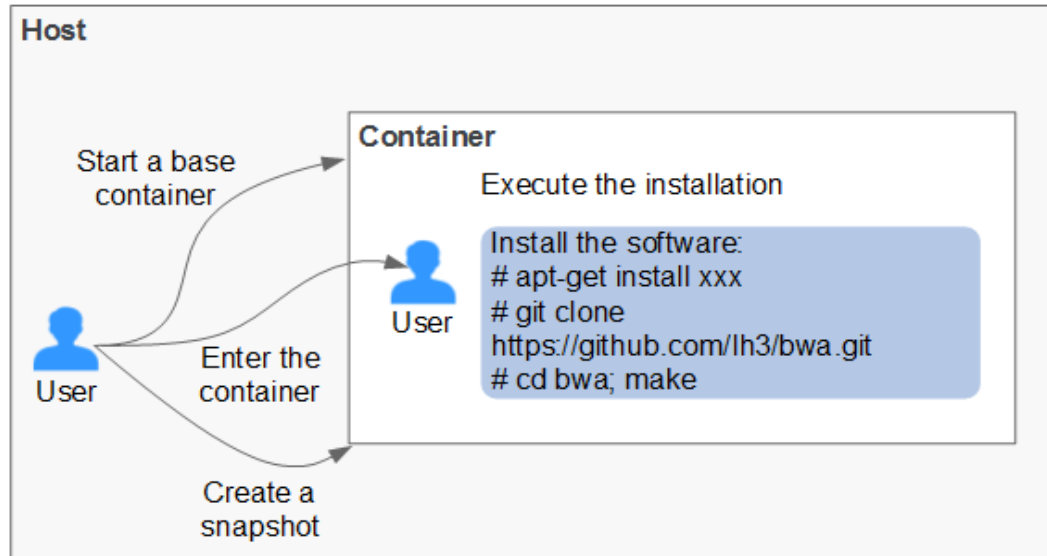 Host
Container
Start a base
container
Execute the installation
Install the software:
# apt-get install xxx
# git clone
https://github.com/lh3/bwa.git
# cd bwa; make
User
User
Enter the
container
Create a
snapshot